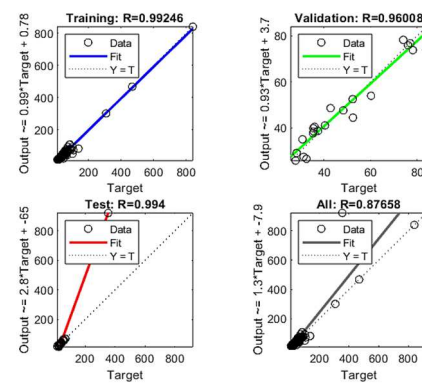 Training: R=0.99246
Output ~= 0.99*Target + 0.78
800
600
400
200
Data
Fit
Y = T
200 400 600 800
Target
Validation: R=0.96008
Output ~= 0.93*Target + 3.7
80
60
40
Data
Fit
Y = T
40 60 80
Target
Test: R=0.994
Output ~= 2.8*Target + -65
800
600
400
200
Data
Fit
Y = T
200 400 600 800
Target
All: R=0.87658
Output ~= 1.3*Target + -7.9
800
600
400
200
Data
Fit
Y = T
200 400 600 800
Target